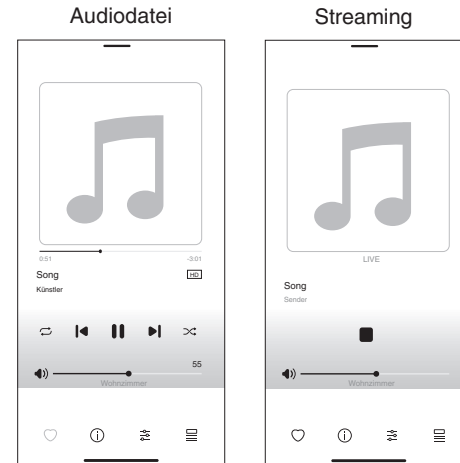 Audiodatei
0:51 -3:01
Song HD
Künstler
55
Wohnzimmer
Streaming
LIVE
Song
Sender
Wohnzimmer